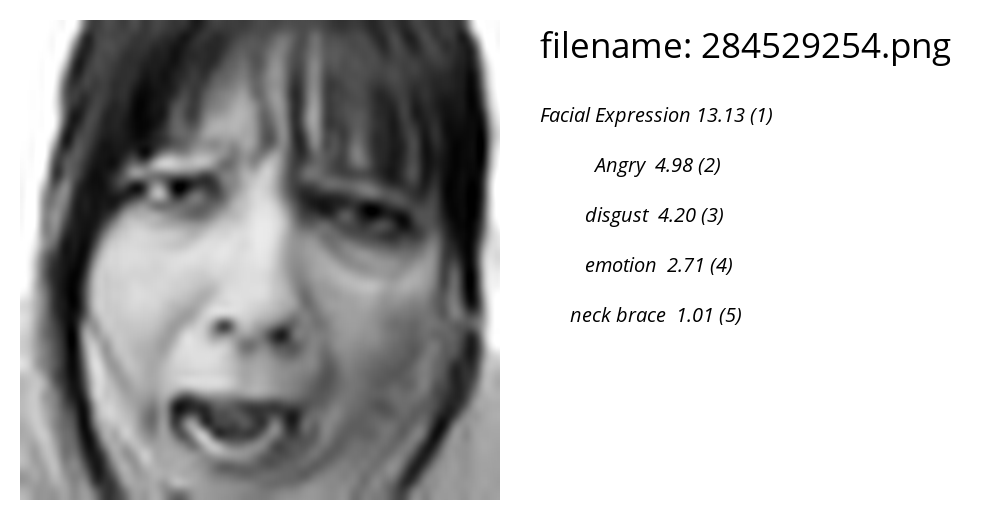 filename: 284529254.png
Facial Expression 13.13 (1)
Angry 4.98 (2)
disgust 4.20 (3)
emotion 2.71 (4)
neck brace 1.01 (5)